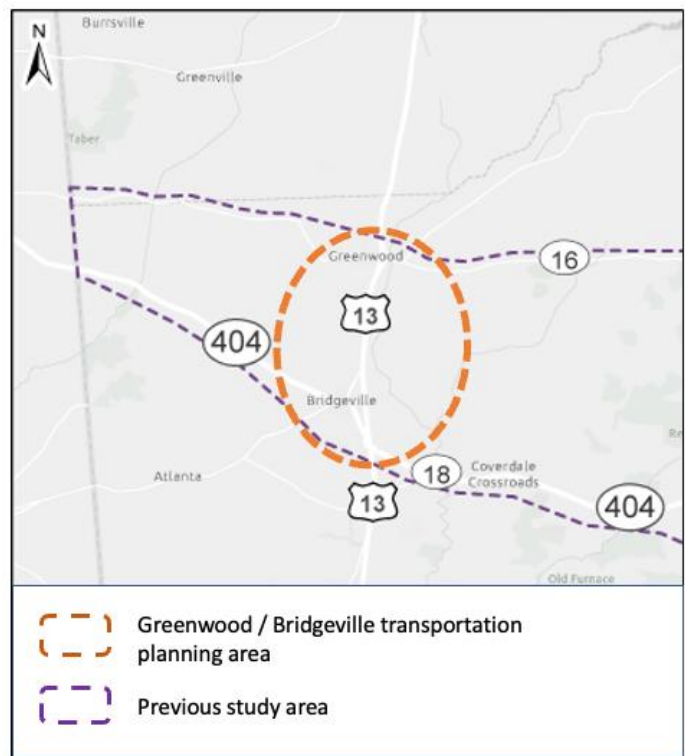 Burrsville
N
Greenville
Taber
Greenwood
16
13
404
Bridgeville
Atlanta
18
Coverdale
Crossroads
13
404
Old Furnace
Greenwood / Bridgeville transportation
planning area
Previous study area